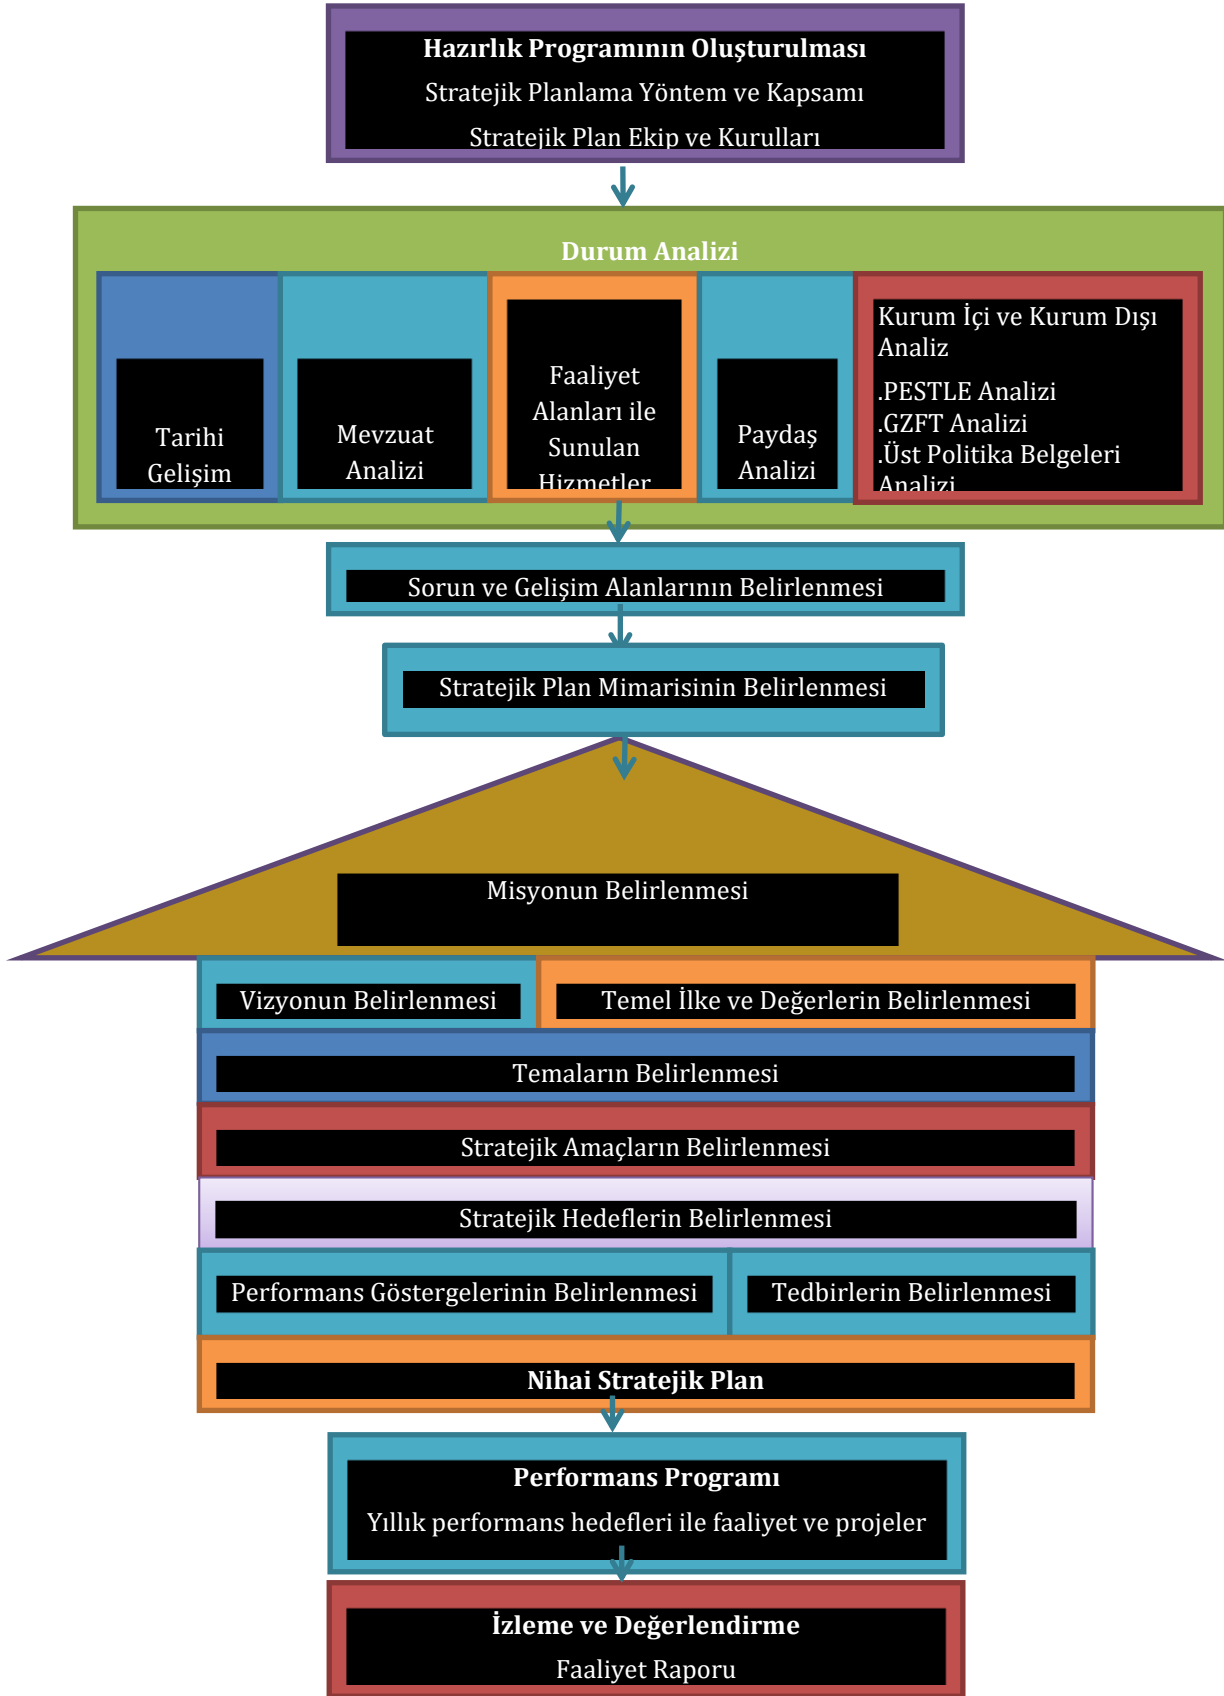 Hazırlık Programının Oluşturulması
Stratejik Planlama Yöntem ve Kapsamı
Stratejik Plan Ekip ve Kurulları
Durum Analizi
Tarihi
Gelişim
Mevzuat
Analizi
Faaliyet
Alanları ile
Sunulan
Hizmetler
Paydaş
Analizi
Kurum İçi ve Kurum Dışı
Analiz
.PESTLE Analizi
.GZFT Analizi
.Üst Politika Belgeleri
Analizi
Sorun ve Gelişim Alanlarının Belirlenmesi
Stratejik Plan Mimarisinin Belirlenmesi
Misyonun Belirlenmesi
Vizyonun Belirlenmesi
Temel İlke ve Değerlerin Belirlenmesi
Temaların Belirlenmesi
Stratejik Amaçların Belirlenmesi
Stratejik Hedeflerin Belirlenmesi
Performans Göstergelerinin Belirlenmesi
Tedbirlerin Belirlenmesi
Nihai Stratejik Plan
Performans Programı
Yıllık performans hedefleri ile faaliyet ve projeler
İzleme ve Değerlendirme
Faaliyet Raporu